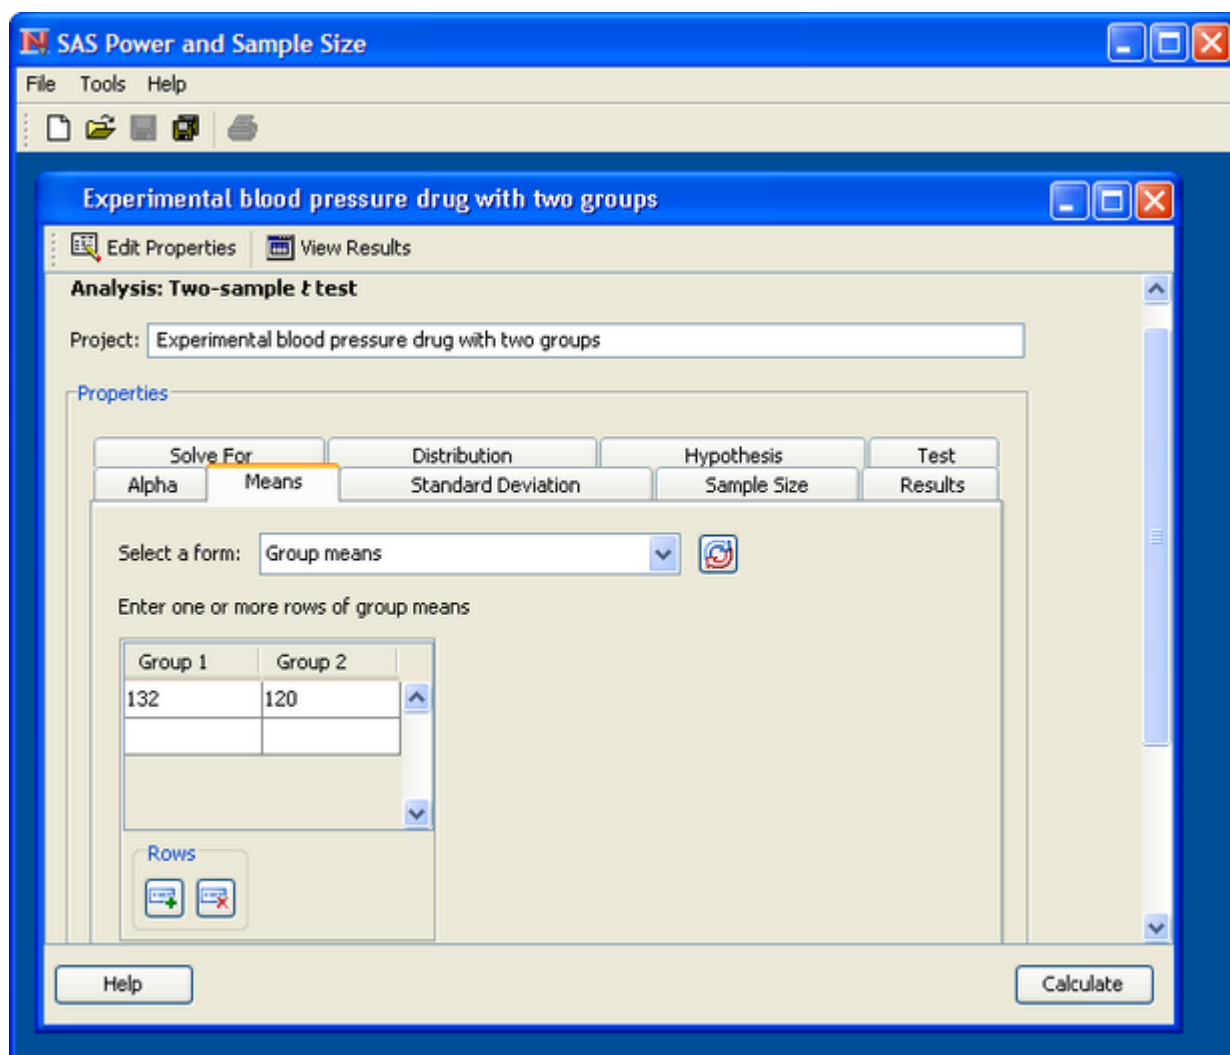 SAS Power and Sample Size
File Tools Help
Experimental blood pressure drug with two groups
Edit Properties View Results
Analysis: Two-sample t test
Project: Experimental blood pressure drug with two groups
Properties
Solve For Distribution Hypothesis Test
Alpha Means Standard Deviation Sample Size Results
Select a form: Group means
Enter one or more rows of group means
Group 1 Group 2
132 120
Rows
Help Calculate